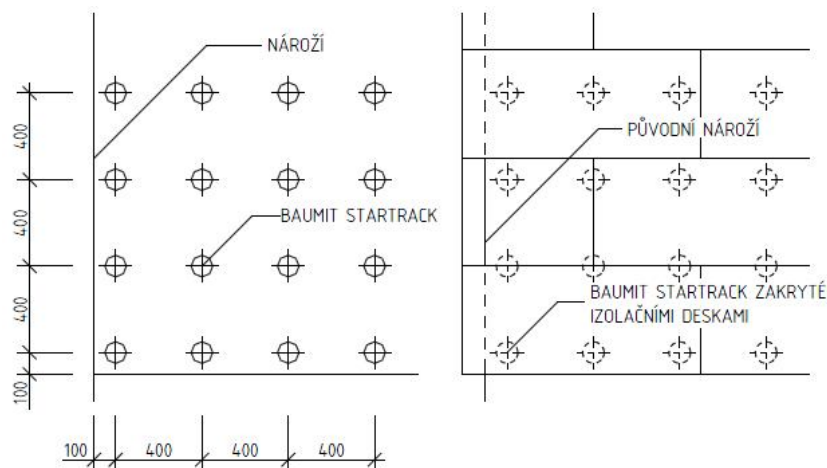 NÁROŽÍ
PŮVODNÍ NÁROŽÍ
400
400
BAUMIT STARTRACK
400
BAUMIT STARTRACK ZAKRYTÉ
IZOLAČNÍMI DESKAMI
100
100
400
400
400